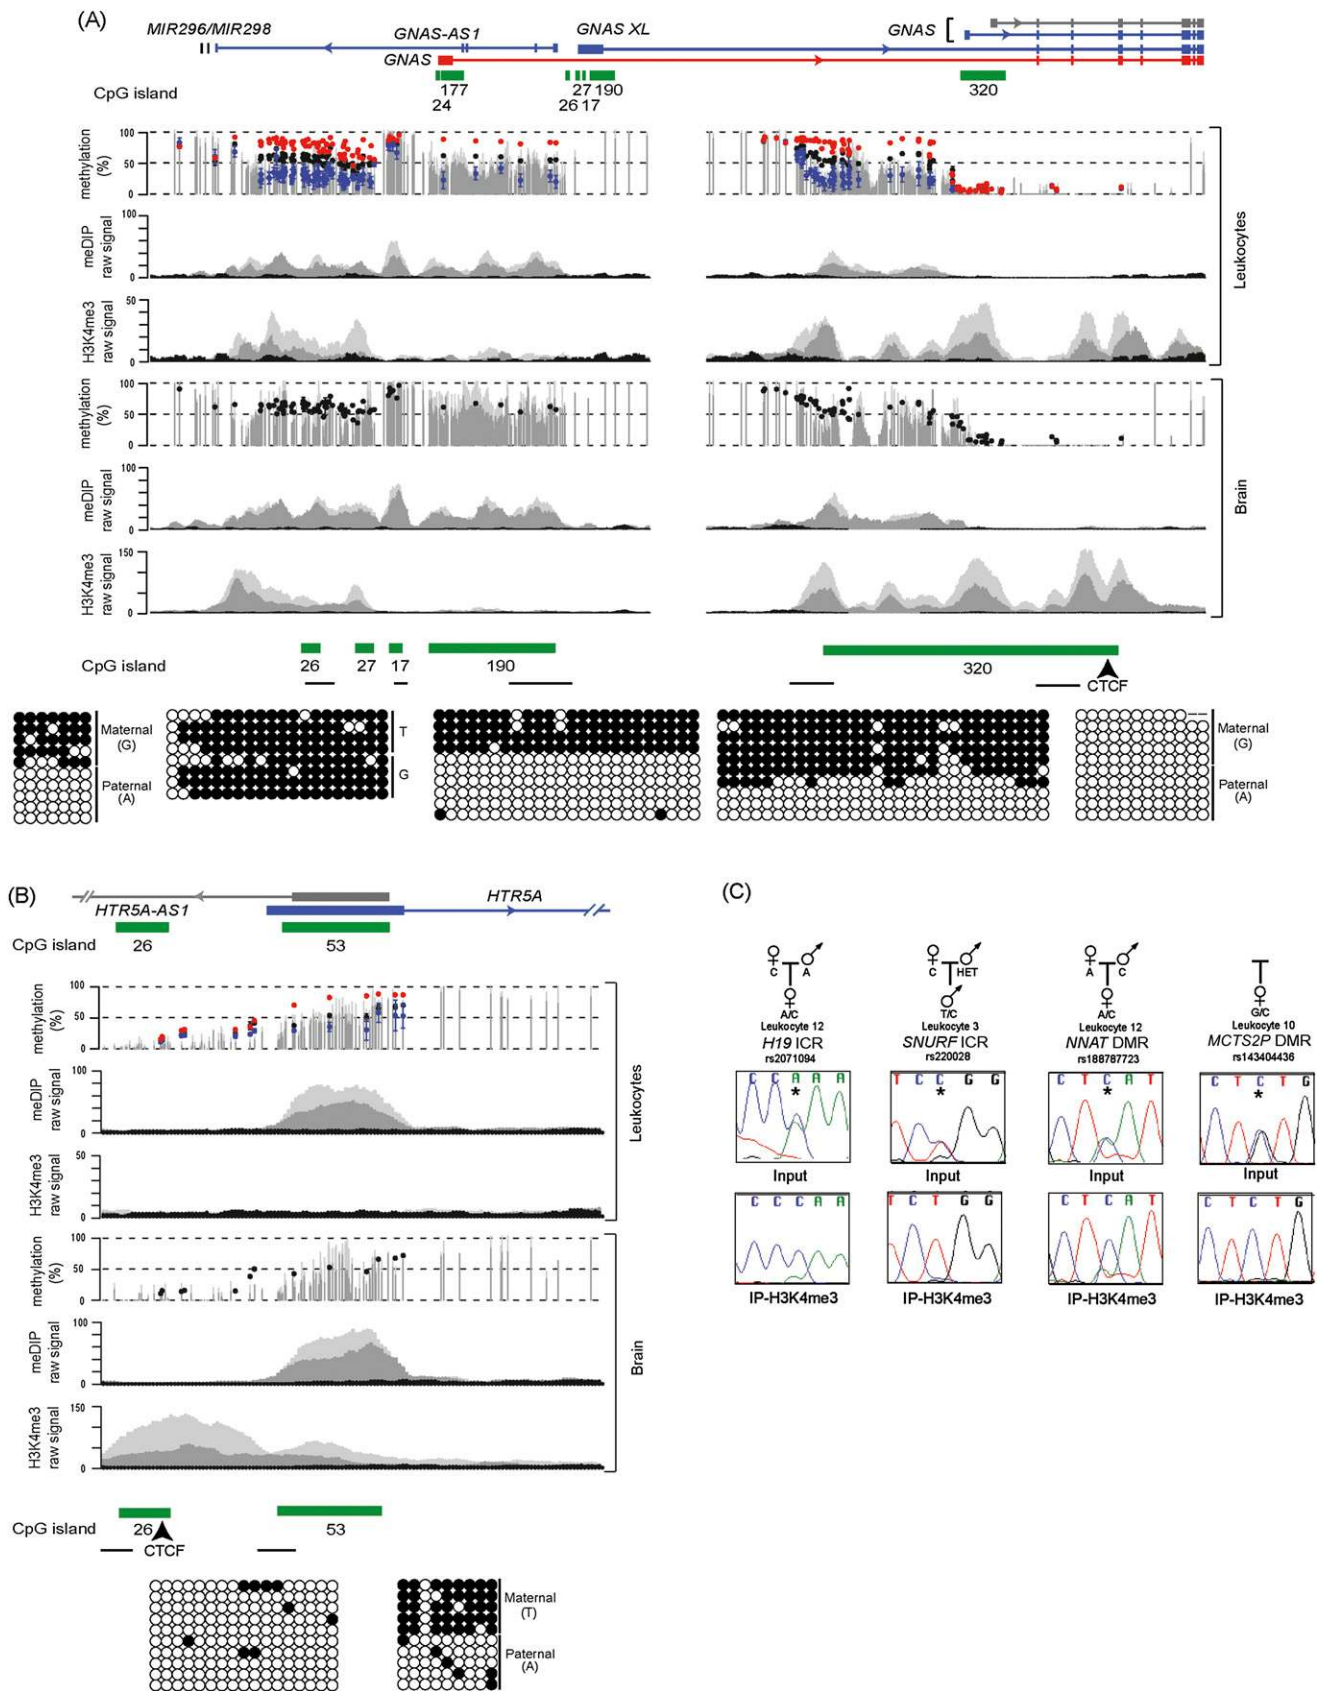 (A)
MIR296/MIR298
GNAS-AS1
GNAS XL
GNAS
GNAS
CpG island
177
24
26
27
17
190
320
methylation (%)
100
50
0
meDIP raw signal
100
0
H3K4me3 raw signal
50
0
Leukocytes
methylation (%)
100
50
0
meDIP raw signal
100
0
H3K4me3 raw signal
150
0
Brain
CpG island
26
27
17
190
320
CTCF
Maternal (G)
Paternal (A)
T
G
Maternal (G)
Paternal (A)
(B)
HTR5A-AS1
HTR5A
CpG island
26
53
methylation (%)
100
50
0
meDIP raw signal
100
0
H3K4me3 raw signal
50
0
Leukocytes
methylation (%)
100
50
0
meDIP raw signal
100
0
H3K4me3 raw signal
150
0
Brain
CpG island
26
53
CTCF
Maternal (T)
Paternal (A)
(C)
♀ ♂
C A
♀
A/C
Leukocyte 12
H19 ICR
rs2071094
C C A A A
*
Input
C C C A A
IP-H3K4me3
♀ ♂
C HET
♂
T/C
Leukocyte 3
SNURF ICR
rs220028
T C C G G
*
Input
T C T G G
IP-H3K4me3
♀ ♂
A C
♀
A/C
Leukocyte 12
NNAT DMR
rs188787723
C T C A T
*
Input
C T C A T
IP-H3K4me3
♀
G/C
Leukocyte 10
MCTS2P DMR
rs143404436
C T C T G
*
Input
C T C T G
IP-H3K4me3